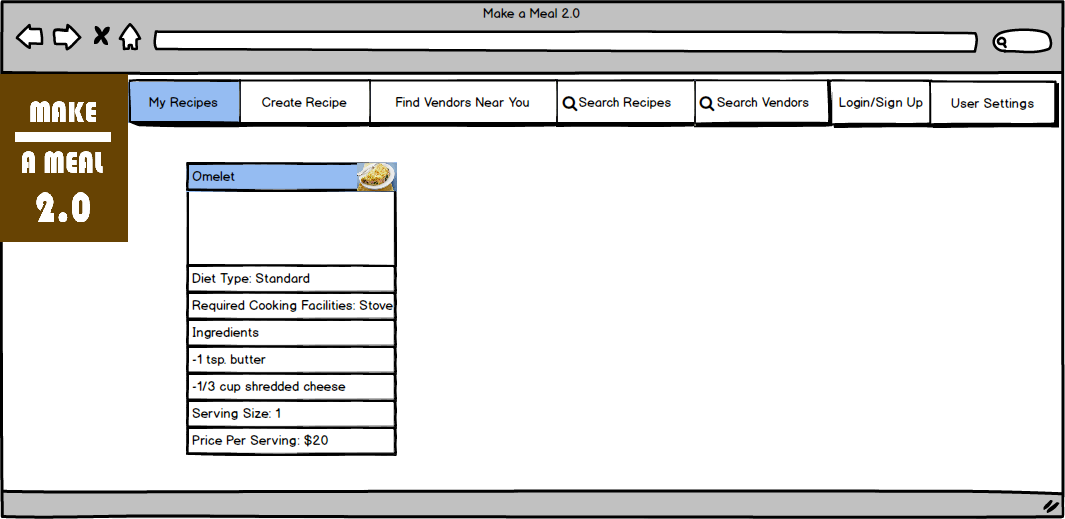 Make a Meal 2.0
MAKE
A MEAL
2.0
My Recipes
Create Recipe
Find Vendors Near You
Search Recipes
Search Vendors
Login/Sign Up
User Settings
Omelet
Diet Type: Standard
Required Cooking Facilities: Stove
Ingredients
-1 tsp. butter
-1/3 cup shredded cheese
Serving Size: 1
Price Per Serving: $20